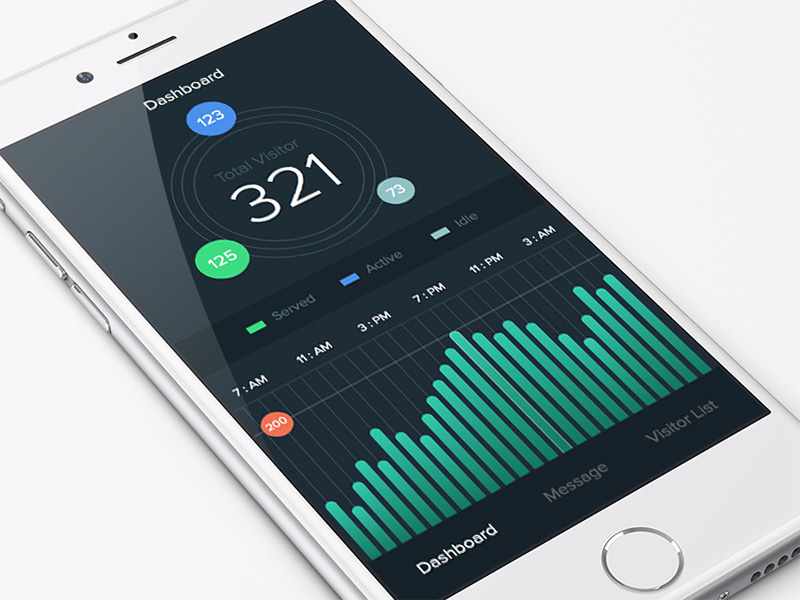 Dashboard
123
Total Visitor
321
73
125
Served
Active
Idle
7 : AM
11 : AM
3 : PM
7 : PM
11 : PM
3 : AM
200
Dashboard
Message
Visitor List